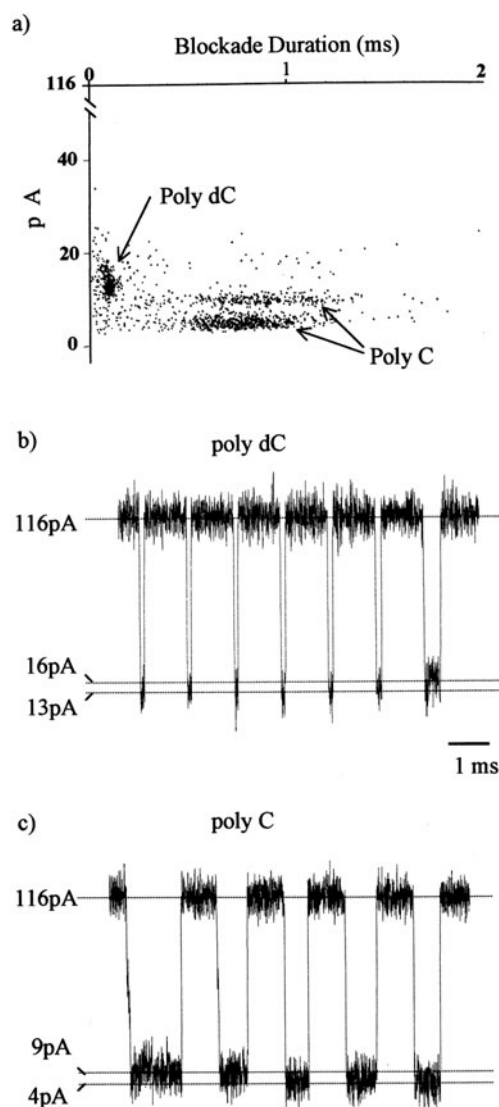 a)
Blockade Duration (ms)
0 1 2
116
40
p A
Poly dC
20
0
Poly C
b)
poly dC
116pA
16pA
13pA
1 ms
c)
poly C
116pA
9pA
4pA